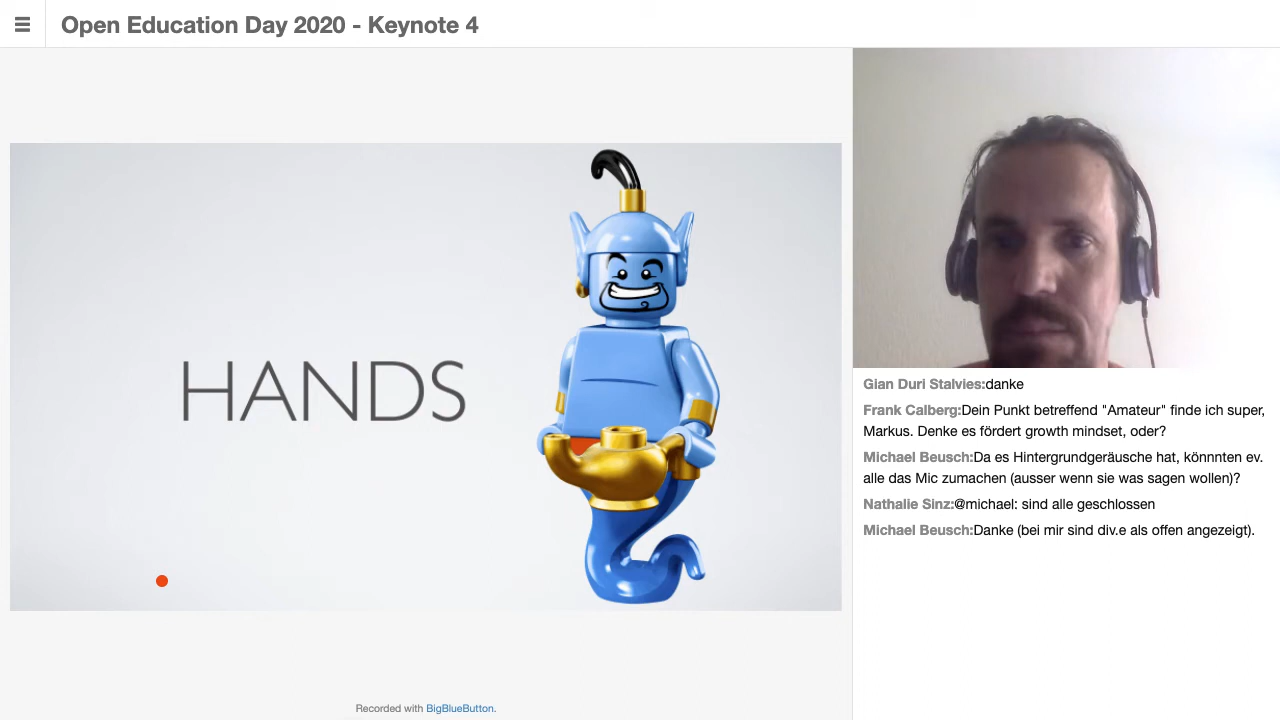 Open Education Day 2020 - Keynote 4
HANDS
Gian Duri Stalvies:danke
Frank Calberg:Dein Punkt betreffend "Amateur" finde ich super,
Markus. Denke es fördert growth mindset, oder?
Michael Beusch:Da es Hintergrundgeräusche hat, könnnten ev.
alle das Mic zumachen (ausser wenn sie was sagen wollen)?
Nathalie Sinz:@michael: sind alle geschlossen
Michael Beusch:Danke (bei mir sind div.e als offen angezeigt).
Recorded with BigBlueButton.